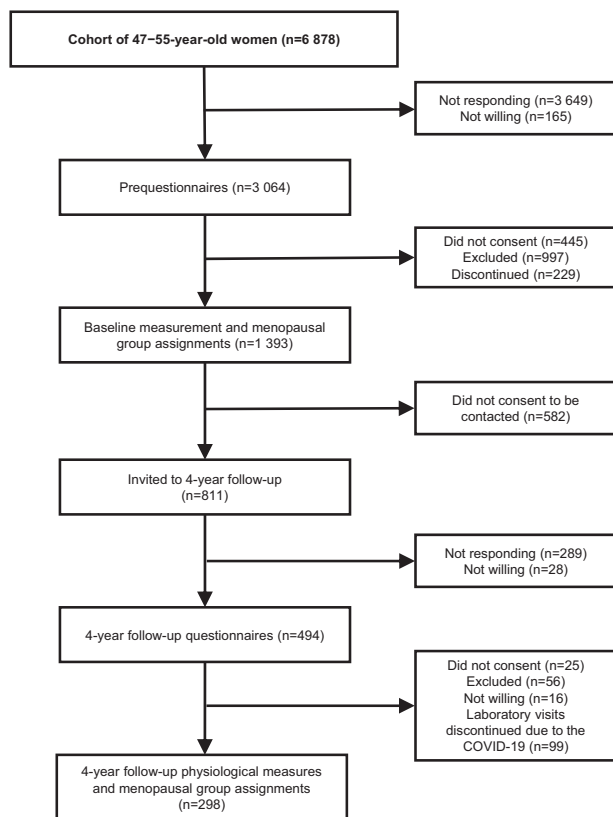 Cohort of 47–55-year-old women (n=6 878)
Not responding (n=3 649)
Not willing (n=165)
Prequestionnaires (n=3 064)
Did not consent (n=445)
Excluded (n=997)
Discontinued (n=229)
Baseline measurement and menopausal
group assignments (n=1 393)
Did not consent to be
contacted (n=582)
Invited to 4-year follow-up
(n=811)
Not responding (n=289)
Not willing (n=28)
4-year follow-up questionnaires (n=494)
Did not consent (n=25)
Excluded (n=56)
Not willing (n=16)
Laboratory visits
discontinued due to the
COVID-19 (n=99)
4-year follow-up physiological measures
and menopausal group assignments
(n=298)